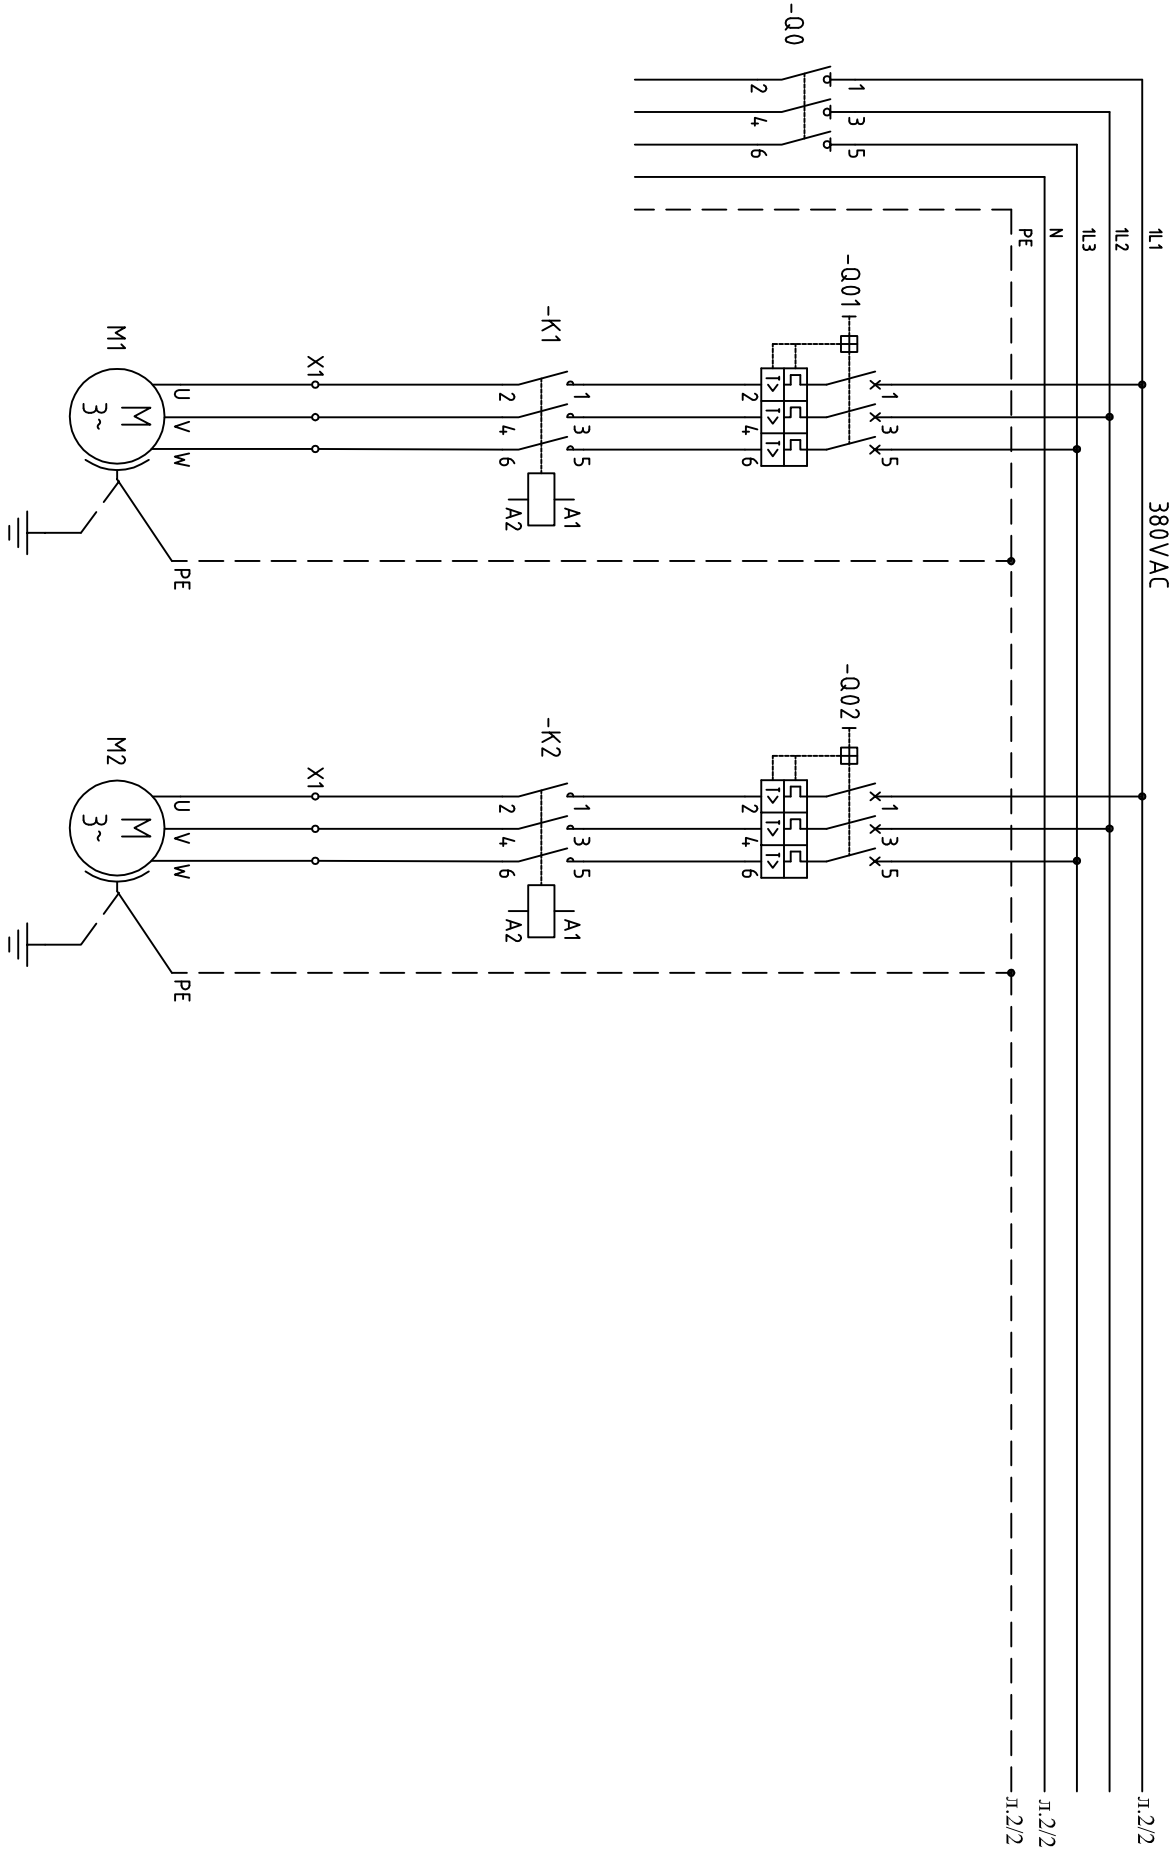 -Q0
1
3
5
2
4
6
1L1
1L2
1L3
N
PE
380VAC
л.2/2
л.2/2
л.2/2
-Q01
1
3
5
I>
I>
I>
2
4
6
-K1
1
3
5
2
4
6
A1
A2
X1
U
V
W
PE
M1
M
3~
-Q02
1
3
5
I>
I>
I>
2
4
6
-K2
1
3
5
2
4
6
A1
A2
X1
U
V
W
PE
M2
M
3~